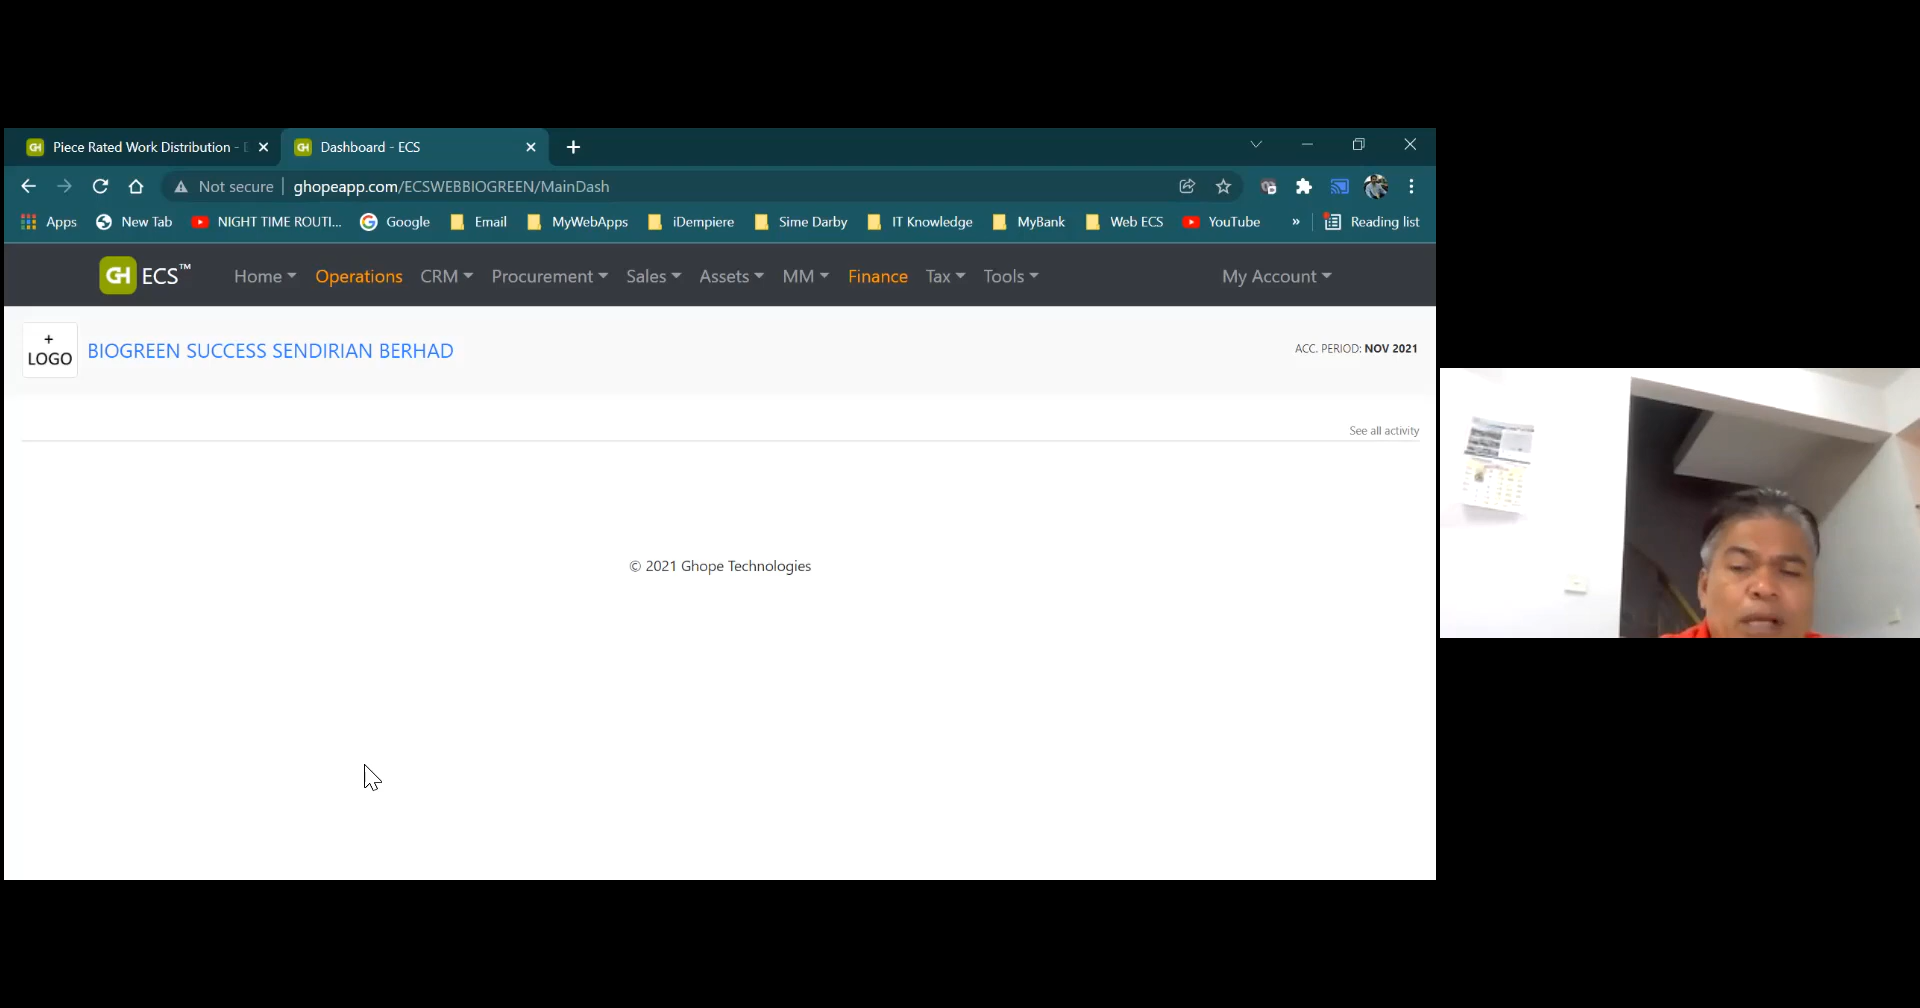 Piece Rated Work Distribution -
Dashboard - ECS
Not secure
ghopeapp.com/ECSWEBBIOGREEN/MainDash
Apps
New Tab
NIGHT TIME ROUTI...
Google
Email
MyWebApps
iDempiere
Sime Darby
IT Knowledge
MyBank
Web ECS
YouTube
»
Reading list
GH ECS™
Home
Operations
CRM
Procurement
Sales
Assets
MM
Finance
Tax
Tools
My Account
+
LOGO
BIOGREEN SUCCESS SENDIRIAN BERHAD
ACC. PERIOD: NOV 2021
See all activity
© 2021 Ghope Technologies